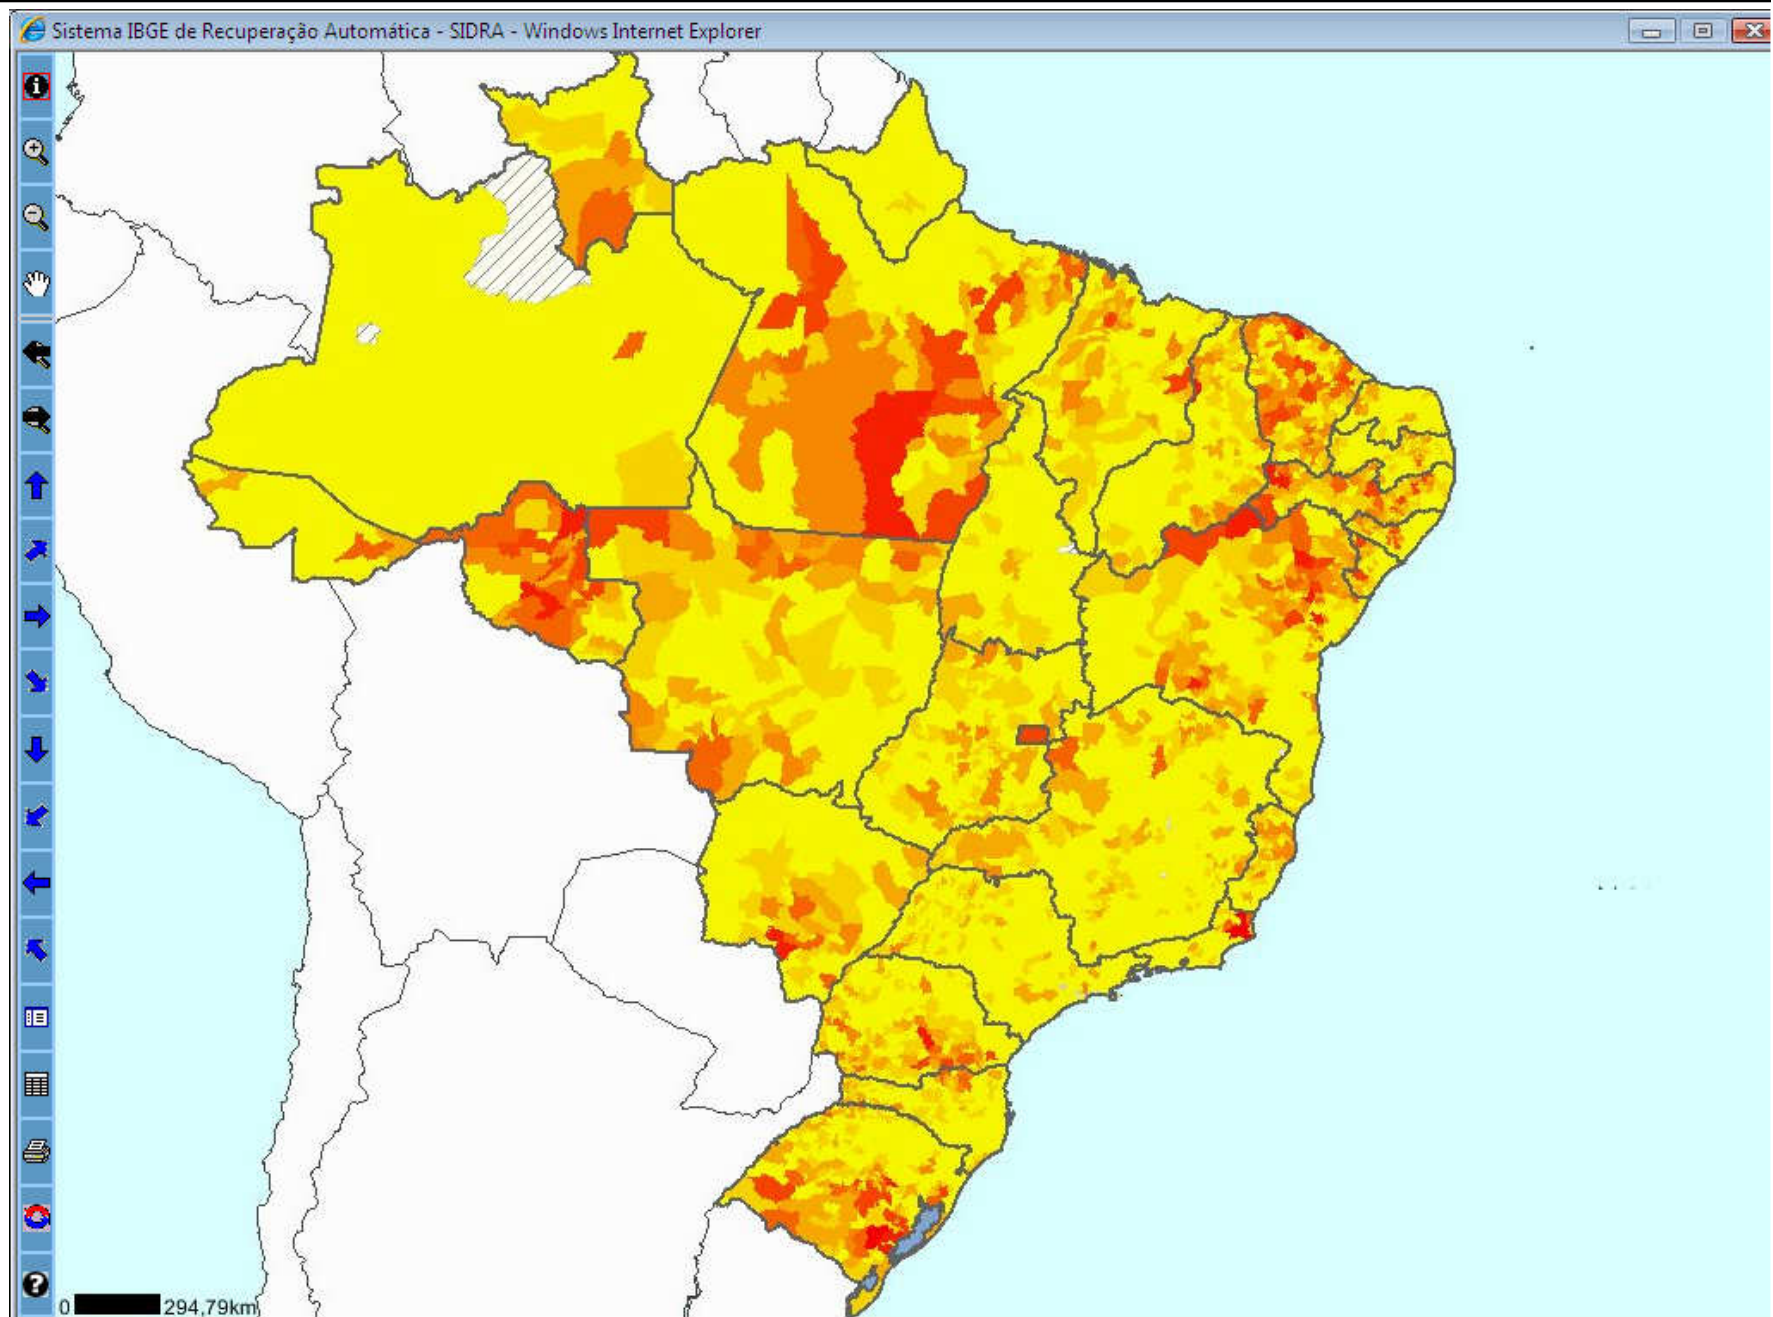 Sistema IBGE de Recuperação Automática - SIDRA - Windows Internet Explorer
0 294,79km